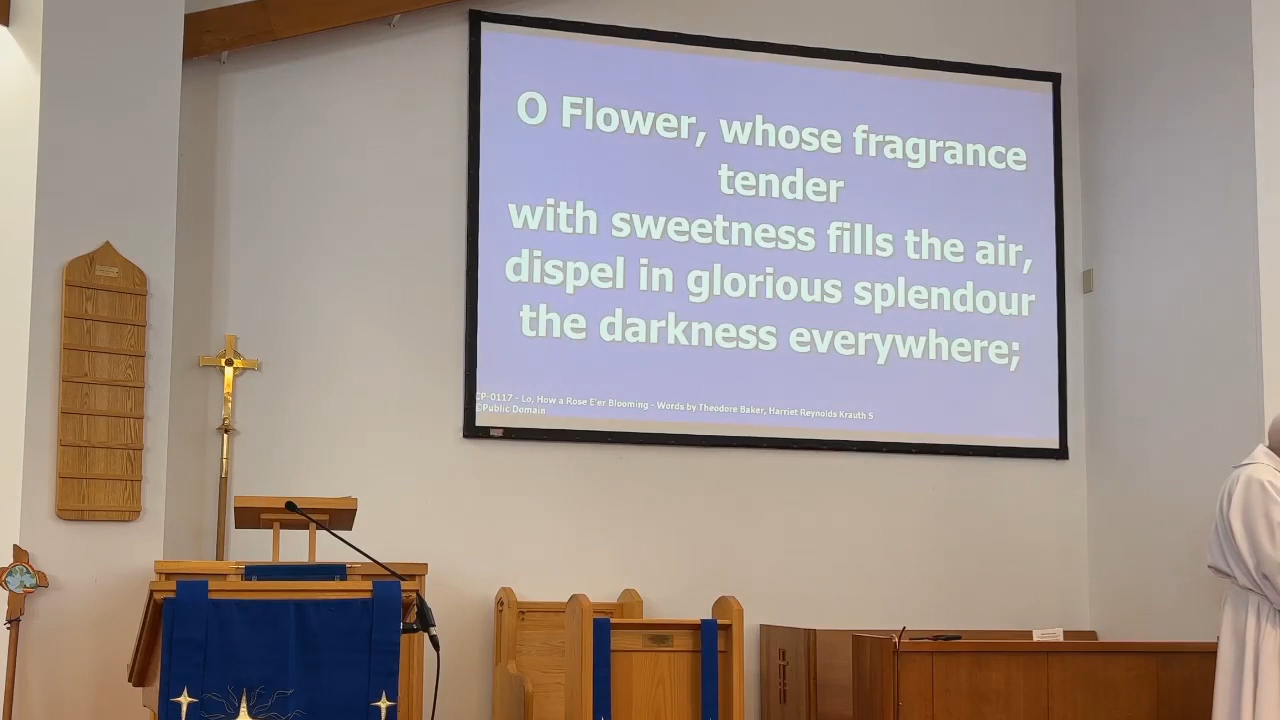 O Flower, whose fragrance
tender
with sweetness fills the air,
dispel in glorious splendour
the darkness everywhere;
CP-0117 - Lo, How a Rose E'er Blooming - Words by Theodore Baker, Harriet Reynolds Krauth S
©Public Domain